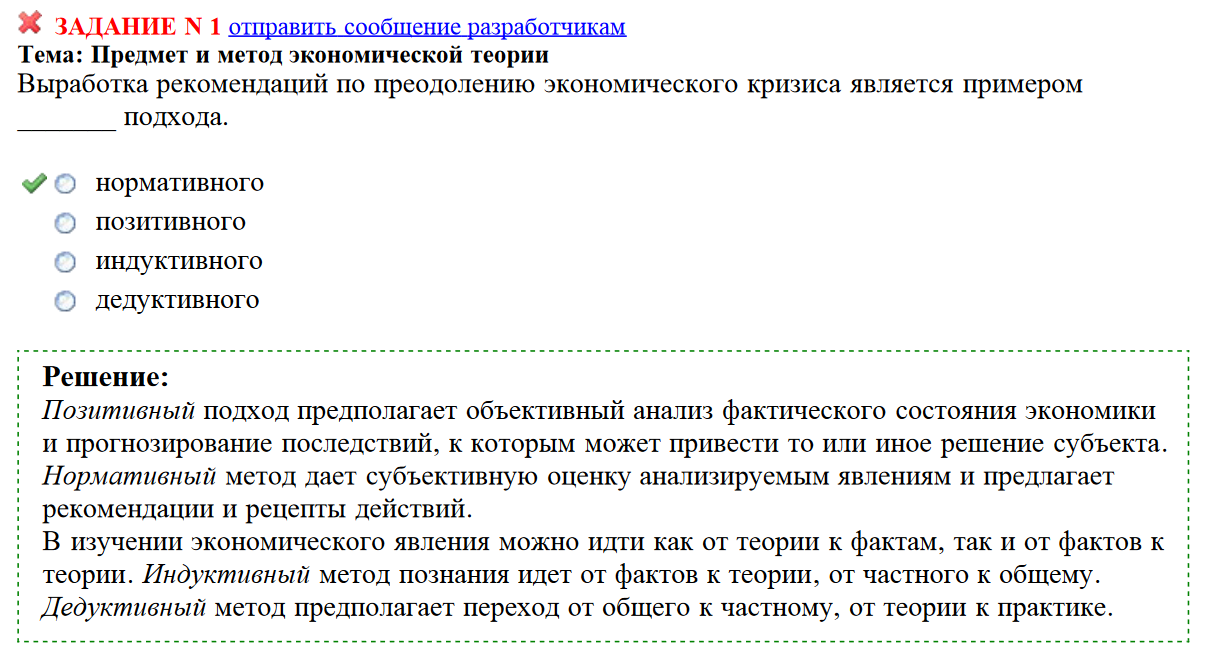 ЗАДАНИЕ N 1 отправить сообщение разработчикам
Тема: Предмет и метод экономической теории
Выработка рекомендаций по преодолению экономического кризиса является примером
_______ подхода.
нормативного
позитивного
индуктивного
дедуктивного
Решение:
Позитивный подход предполагает объективный анализ фактического состояния экономики
и прогнозирование последствий, к которым может привести то или иное решение субъекта.
Нормативный метод дает субъективную оценку анализируемым явлениям и предлагает
рекомендации и рецепты действий.
В изучении экономического явления можно идти как от теории к фактам, так и от фактов к
теории. Индуктивный метод познания идет от фактов к теории, от частного к общему.
Дедуктивный метод предполагает переход от общего к частному, от теории к практике.